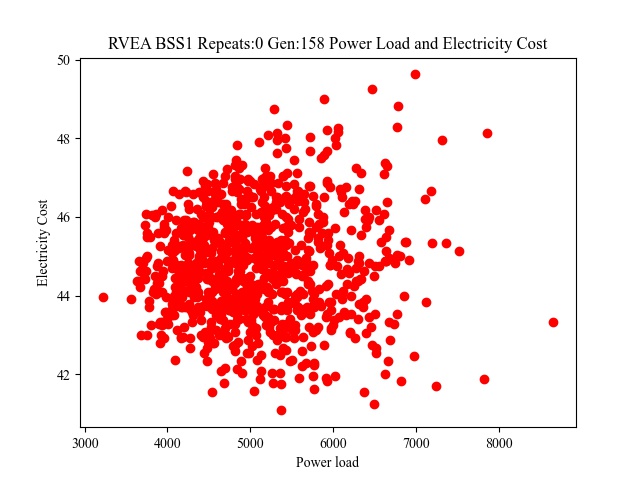 RVEA BSS1 Repeats:0 Gen:158 Power Load and Electricity Cost
50
48
46
44
42
Electricity Cost
3000 4000 5000 6000 7000 8000
Power load